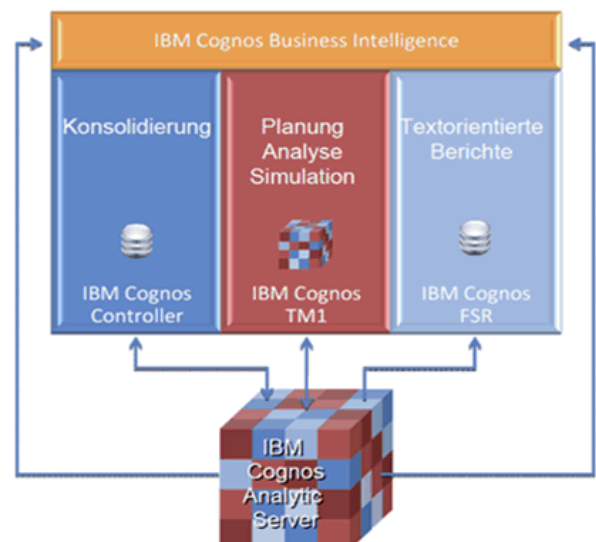 IBM Cognos Business Intelligence
Konsolidierung
IBM Cognos
Controller
Planung
Analyse
Simulation
IBM Cognos
TM1
Textorientierte
Berichte
IBM Cognos
FSR
IBM
Cognos
Analytic
Server